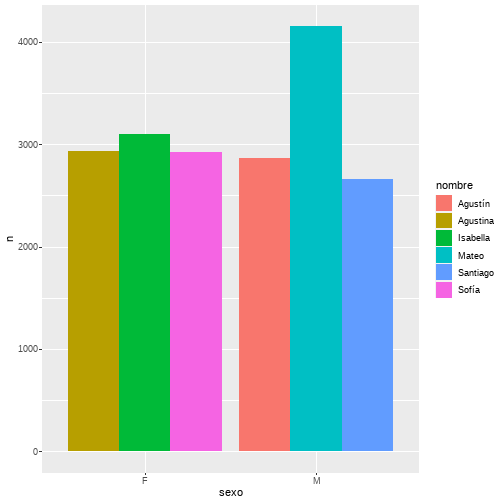 4000
3000
2000
1000
0
n
F
M
sexo
nombre
Agustín
Agustina
Isabella
Mateo
Santiago
Sofía